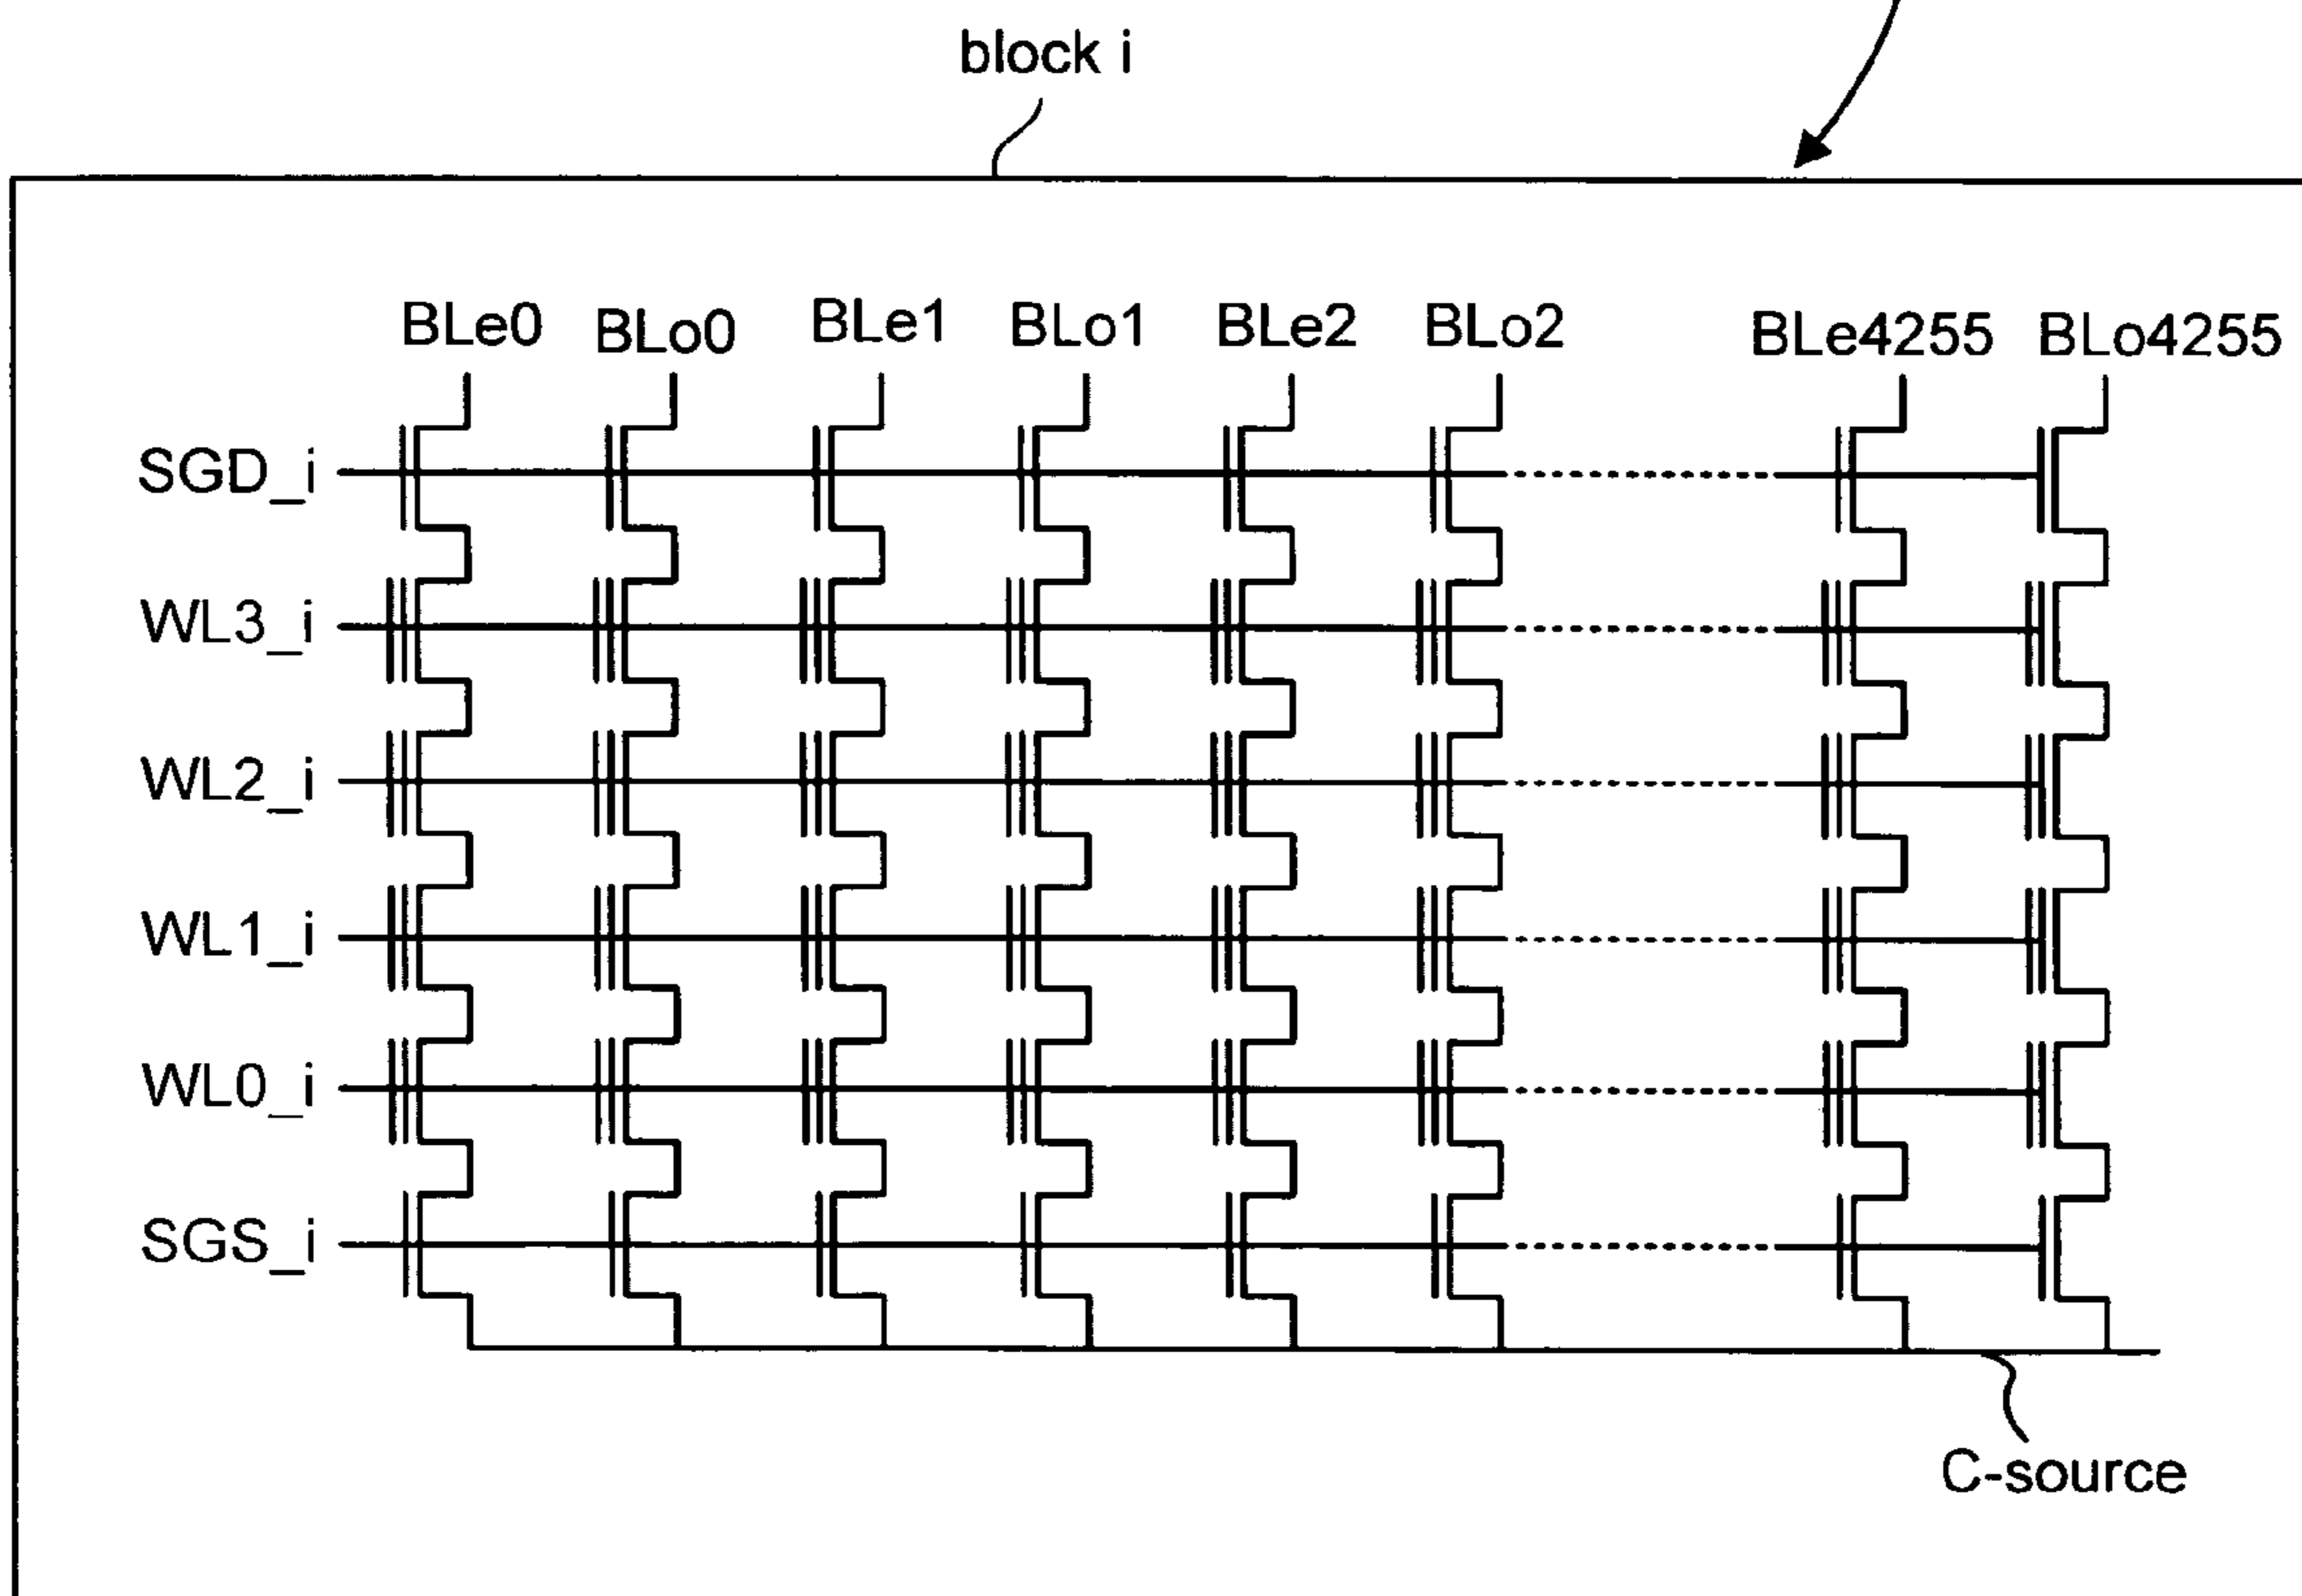 block i
BLe0 BLo0 BLe1 BLo1 BLe2 BLo2 BLe4255 BLo4255
SGD_i
WL3_i
WL2_i
WL1_i
WL0_i
SGS_i
C-source